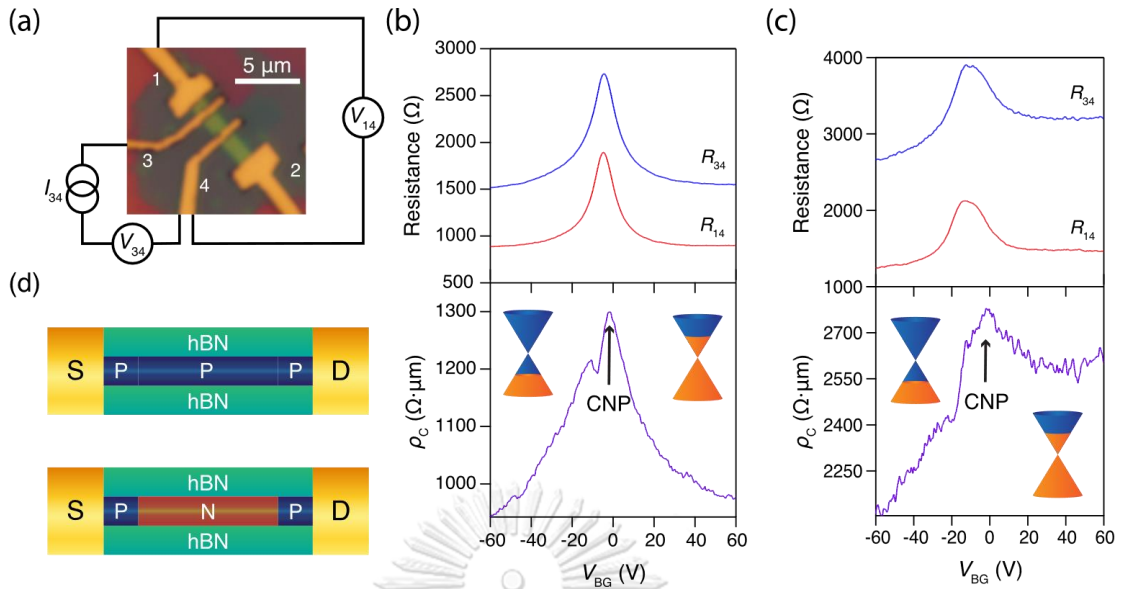 (a)
1
5 μm
3
4
2
I34
V34
V14
(b)
3000
2500
2000
1500
1000
500
Resistance (Ω)
R34
R14
1300
1200
1100
1000
ρC (Ω·μm)
CNP
-60 -40 -20 0 20 40 60
VBG (V)
(c)
4000
3000
2000
1000
Resistance (Ω)
R34
R14
2700
2550
2400
2250
ρC (Ω·μm)
CNP
-60 -40 -20 0 20 40 60
VBG (V)
(d)
hBN
S P P P D
hBN
hBN
S P N P D
hBN